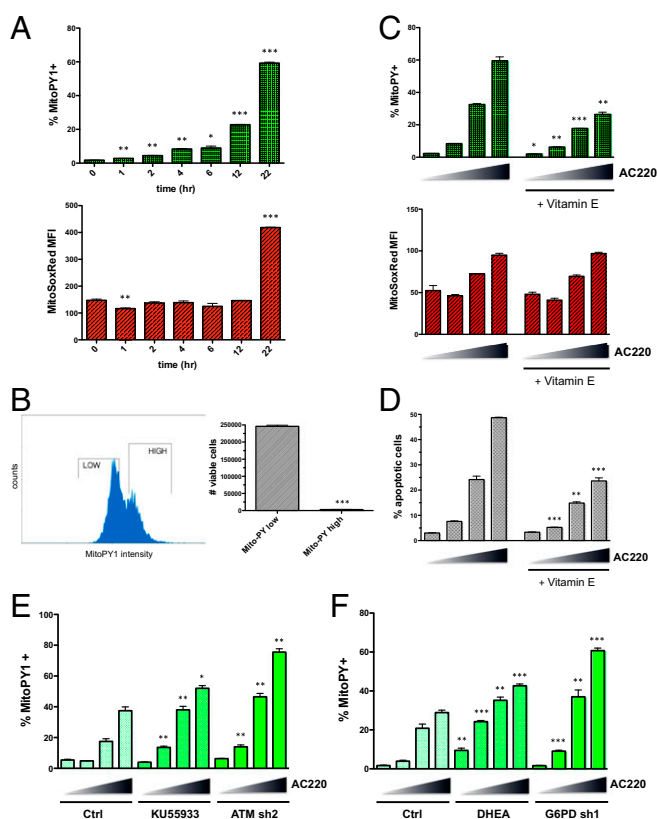 A
% MitoPY1+
80
60
40
20
0
**
**
**
*
***
***
0
1
2
4
6
12
22
time (hr)
MitoSoxRed MFI
500
400
300
200
100
0
**
***
0
1
2
4
6
12
22
time (hr)
C
% MitoPY+
80
60
40
20
0
*
**
***
**
AC220
+ Vitamin E
MitoSoxRed MFI
150
100
50
0
AC220
+ Vitamin E
B
counts
LOW
HIGH
MitoPY1 intensity
# viable cells
250000
200000
150000
100000
50000
0
***
Mito-PY low
Mito-PY high
D
% apoptotic cells
50
40
30
20
10
0
***
**
***
AC220
+ Vitamin E
E
% MitoPY1 +
100
80
60
40
20
0
**
**
*
**
**
**
AC220
Ctrl
KU55933
ATM sh2
F
% MitoPY+
80
60
40
20
0
**
***
**
***
***
**
***
AC220
Ctrl
DHEA
G6PD sh1